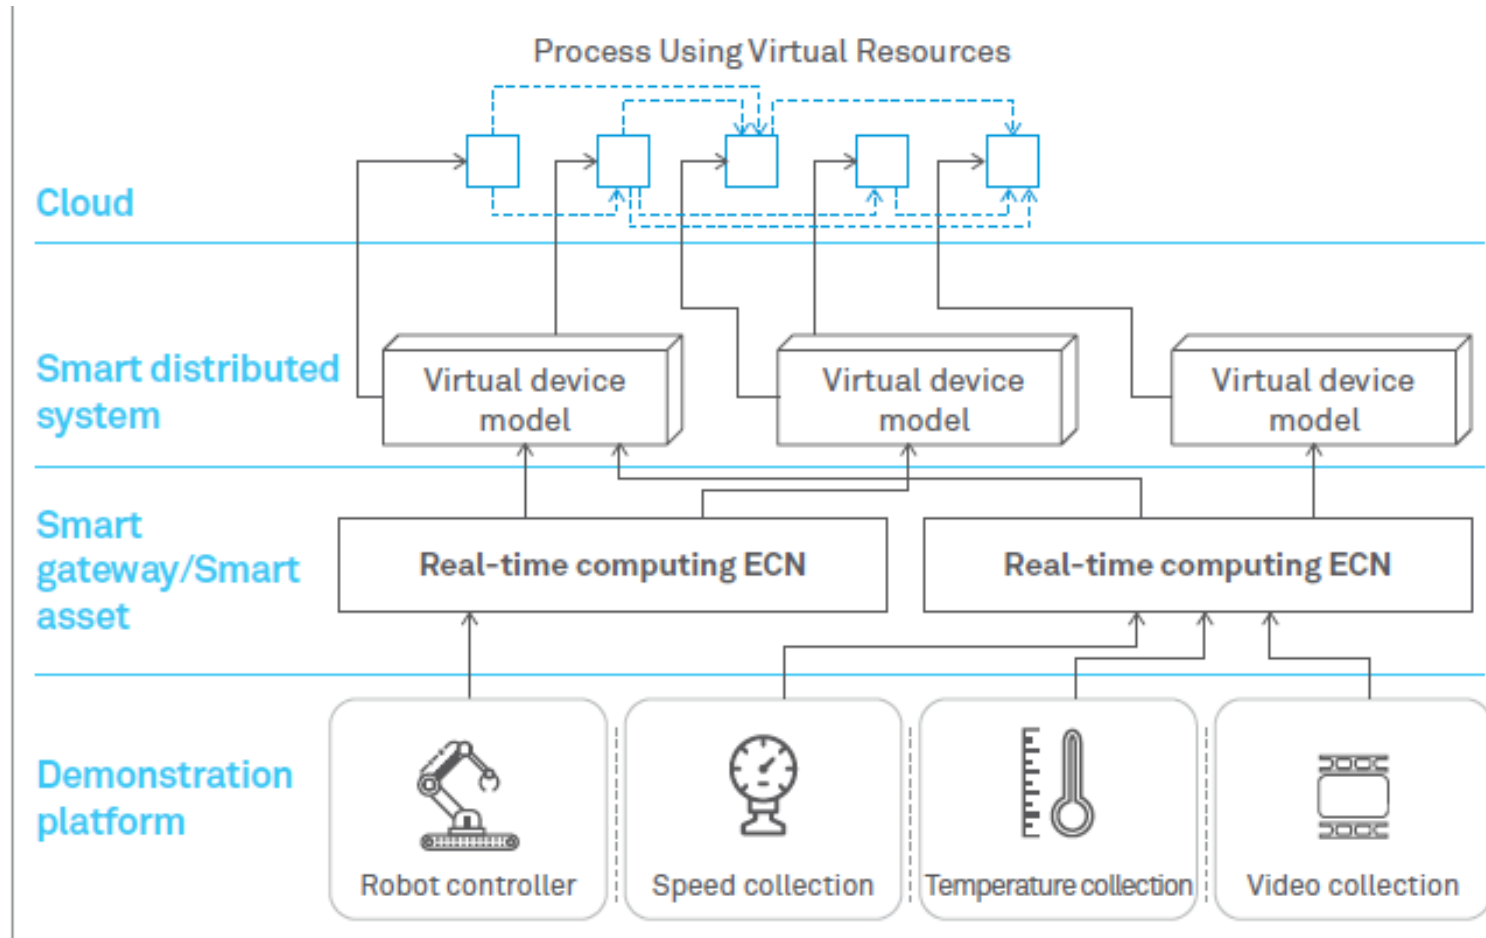 Process Using Virtual Resources
Cloud
Smart distributed
system
Virtual device
model
Virtual device
model
Virtual device
model
Smart
gateway/Smart
asset
Real-time computing ECN
Real-time computing ECN
Demonstration
platform
Robot controller
Speed collection
Temperature collection
Video collection